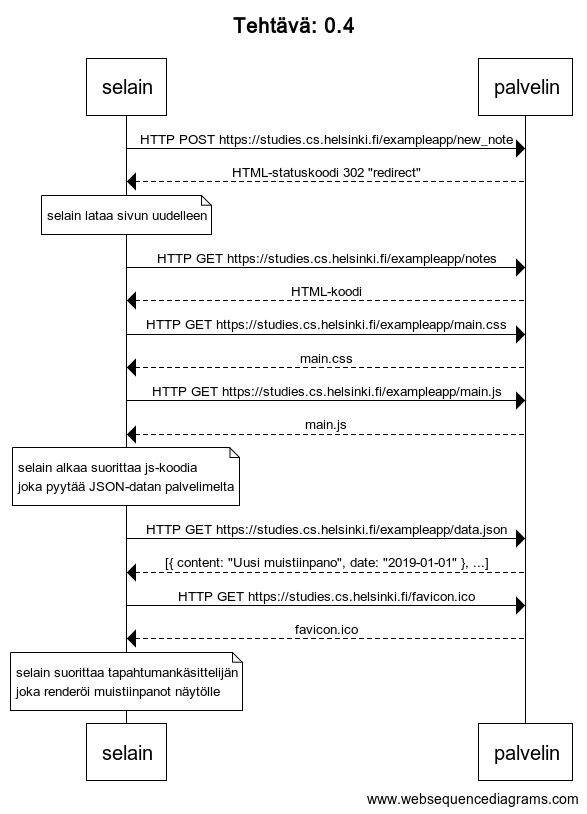 Tehtävä: 0.4
selain
palvelin
HTTP POST https://studies.cs.helsinki.fi/exampleapp/new_note
HTML-statuskoodi 302 "redirect"
selain lataa sivun uudelleen
HTTP GET https://studies.cs.helsinki.fi/exampleapp/notes
HTML-koodi
HTTP GET https://studies.cs.helsinki.fi/exampleapp/main.css
main.css
HTTP GET https://studies.cs.helsinki.fi/exampleapp/main.js
main.js
selain alkaa suorittaa js-koodia
joka pyytää JSON-datan palvelimelta
HTTP GET https://studies.cs.helsinki.fi/exampleapp/data.json
[{ content: "Uusi muistiinpano", date: "2019-01-01" }, ...]
HTTP GET https://studies.cs.helsinki.fi/favicon.ico
favicon.ico
selain suorittaa tapahtumankäsittelijän
joka renderöi muistiinpanot näytölle
selain
palvelin
www.websequencediagrams.com